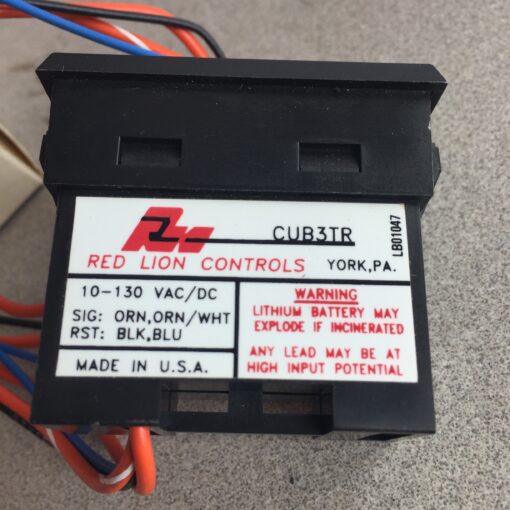 CUB3TR
RED LION CONTROLS YORK,PA.
LB01047
10-130 VAC/DC
SIG: ORN,ORN/WHT
RST: BLK,BLU
MADE IN U.S.A.
WARNING
LITHIUM BATTERY MAY
EXPLODE IF INCINERATED
ANY LEAD MAY BE AT
HIGH INPUT POTENTIAL